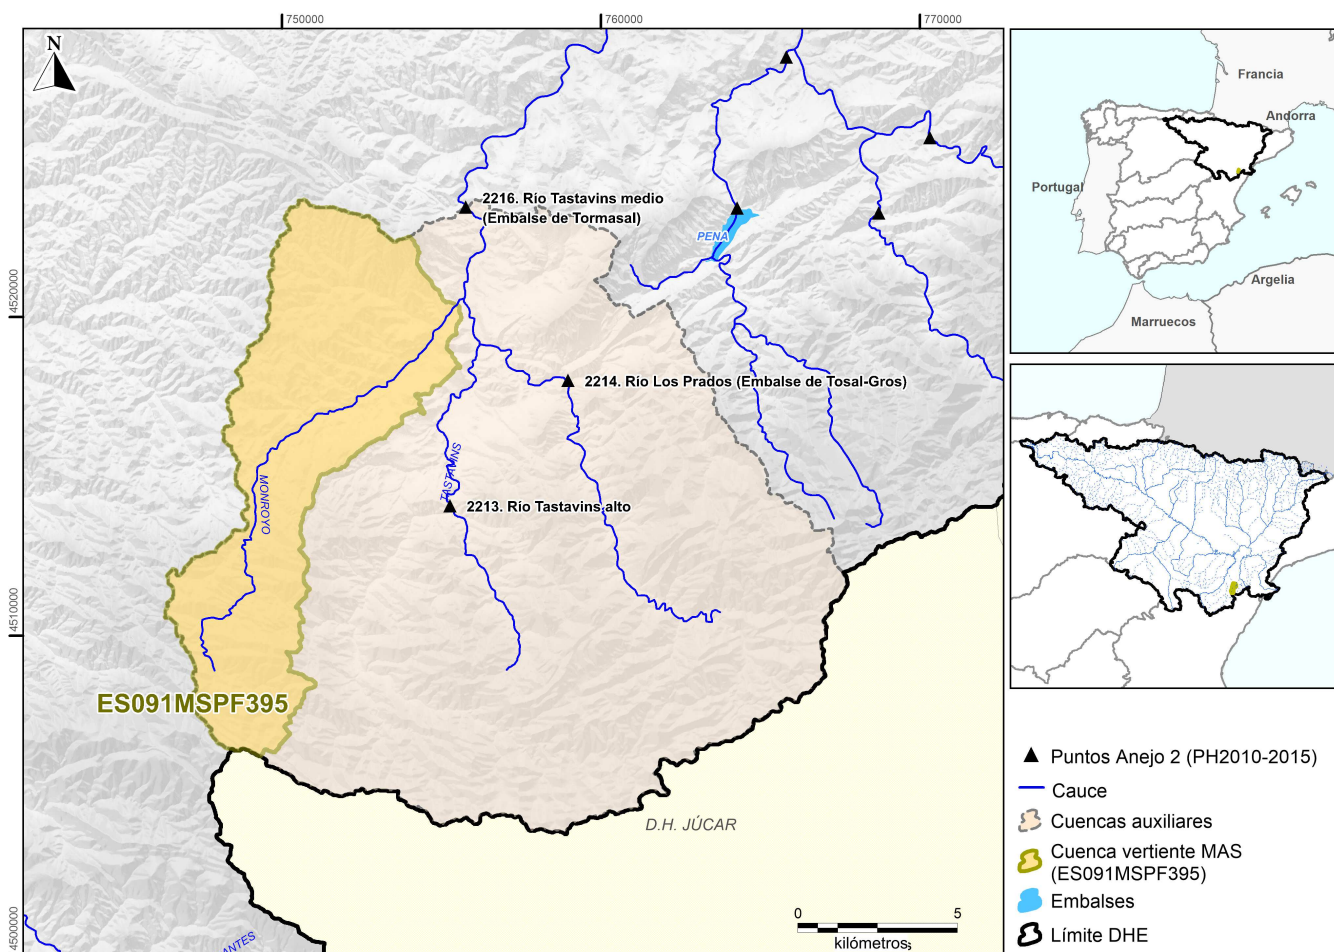 750000
760000
770000
N
2216. Río Tastavins medio
(Embalse de Tormasal)
PENA
4520000
2214. Río Los Prados (Embalse de Tosal-Gros)
TASTAVINS
MONROYO
2213. Río Tastavins alto
4510000
ES091MSPF395
D.H. JÚCAR
4500000
ANTES
0
5
kilómetros
Francia
Andorra
Portugal
Argelia
Marruecos
Puntos Anejo 2 (PH2010-2015)
Cauce
Cuencas auxiliares
Cuenca vertiente MAS
(ES091MSPF395)
Embalses
Límite DHE